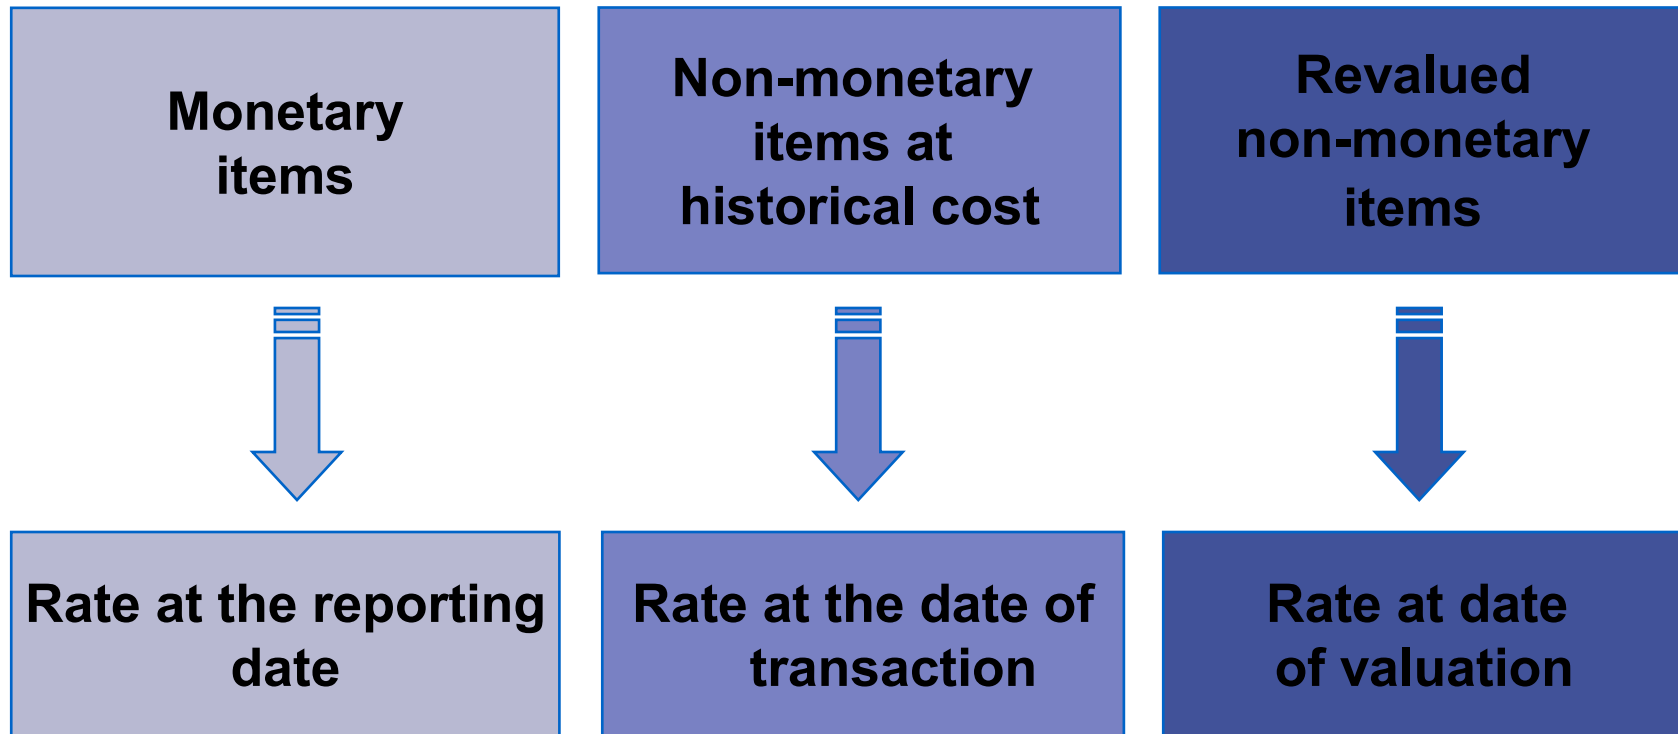 Monetary
items
Non-monetary
items at
historical cost
Revalued
non-monetary
items
Rate at the reporting
date
Rate at the date of
transaction
Rate at date
of valuation